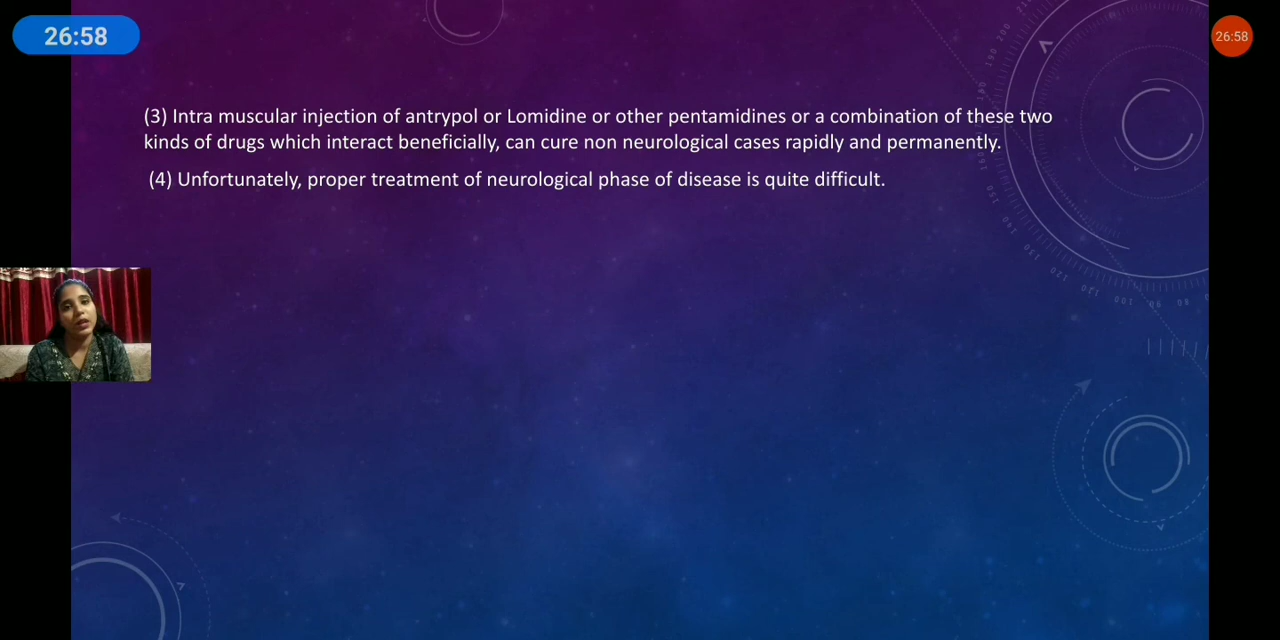 26:58
26:58
(3) Intra muscular injection of antrypol or Lomidine or other pentamidines or a combination of these two
kinds of drugs which interact beneficially, can cure non neurological cases rapidly and permanently.
(4) Unfortunately, proper treatment of neurological phase of disease is quite difficult.